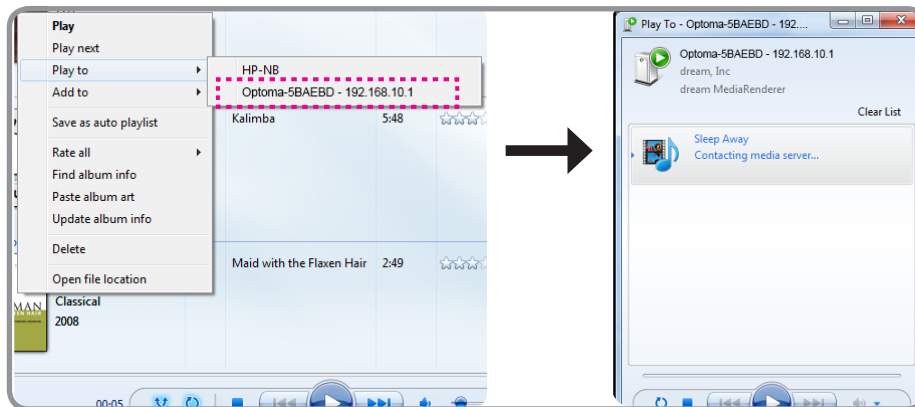 Play
Play next
Play to
Add to
Save as auto playlist
Rate all
Find album info
Paste album art
Update album info
Delete
Open file location
HP-NB
Optoma-5BAEBD - 192.168.10.1
Kalimba 5:48
Maid with the Flaxen Hair 2:49
MAN
EN HAIR
Classical
2008
00:05
Play To - Optoma-5BAEBD - 192....
Optoma-5BAEBD - 192.168.10.1
dream, Inc
dream MediaRenderer
Clear List
Sleep Away
Contacting media server...